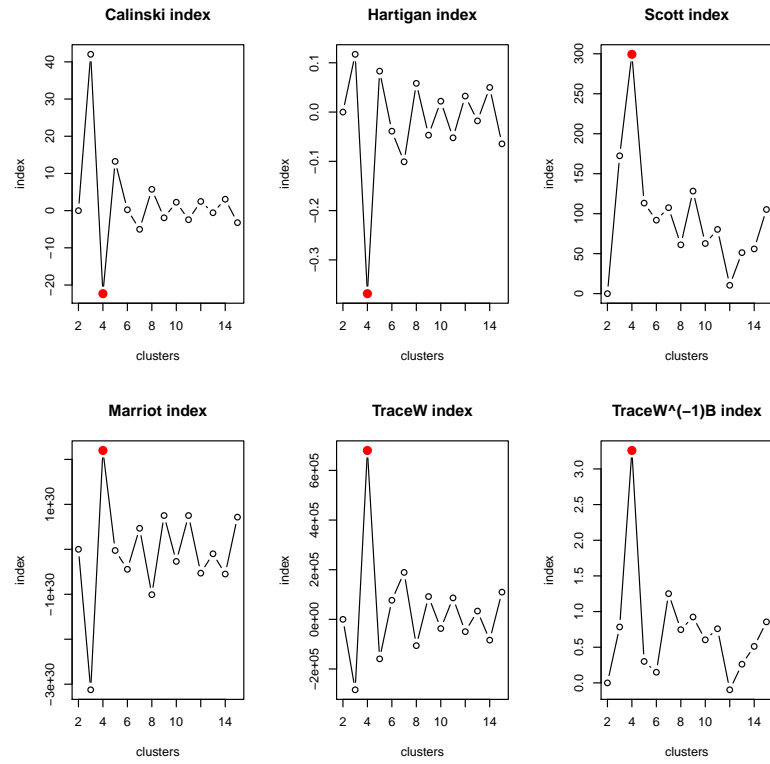 Calinski index
index
40
30
20
10
0
−10
−20
2 4 6 8 10 14
clusters
Hartigan index
index
0.1
0.0
−0.1
−0.2
−0.3
2 4 6 8 10 14
clusters
Scott index
index
300
250
200
150
100
50
0
2 4 6 8 10 14
clusters
Marriot index
index
1e+30
−1e+30
−3e+30
2 4 6 8 10 14
clusters
TraceW index
index
6e+05
4e+05
2e+05
0e+00
−2e+05
2 4 6 8 10 14
clusters
TraceW^(−1)B index
index
3.0
2.5
2.0
1.5
1.0
0.5
0.0
2 4 6 8 10 14
clusters